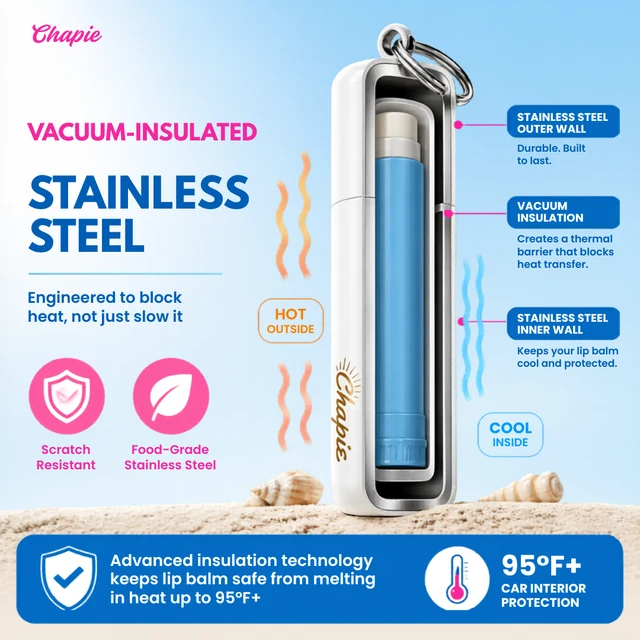 Chapie
VACUUM-INSULATED
STAINLESS
STEEL
Engineered to block
heat, not just slow it
HOT
OUTSIDE
Scratch
Resistant
Food-Grade
Stainless Steel
Chapie
STAINLESS STEEL
OUTER WALL
Durable. Built
to last.
VACUUM
INSULATION
Creates a thermal
barrier that blocks
heat transfer.
STAINLESS STEEL
INNER WALL
Keeps your lip balm
cool and protected.
COOL
INSIDE
Advanced insulation technology
keeps lip balm safe from melting
in heat up to 95°F+
95°F+
CAR INTERIOR
PROTECTION